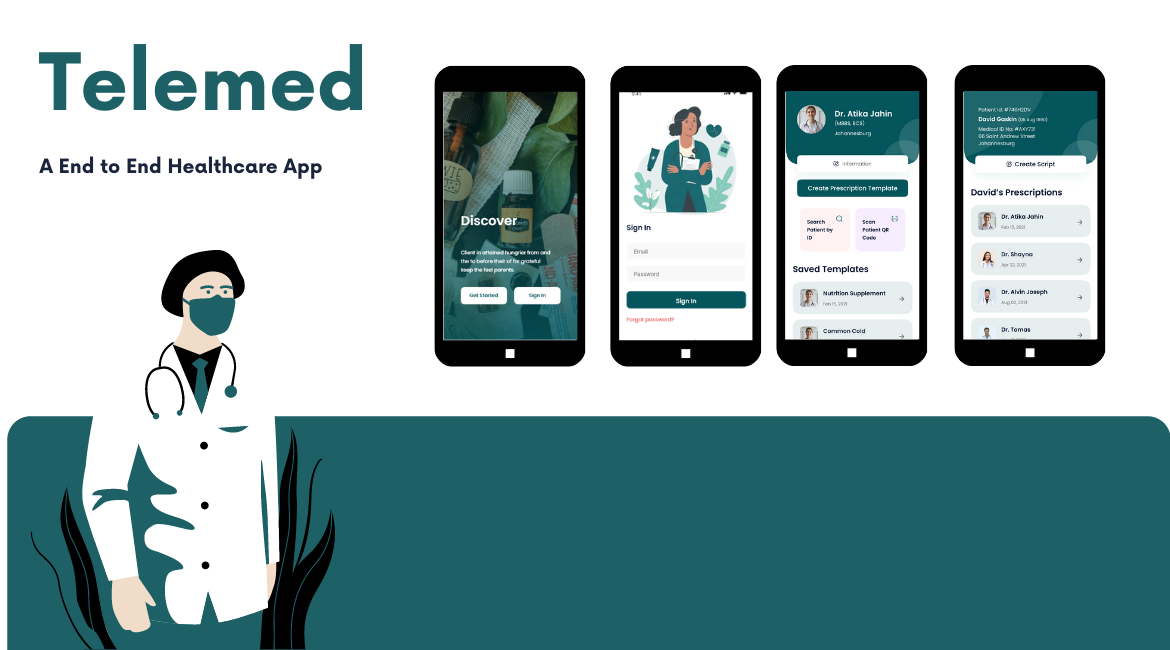 Telemed
A End to End Healthcare App
Discover
Client in attained hungrier from and
the to before their of for grateful
keep the feel parents.
Get Started
Sign In
9:41
Sign In
Email
Password
Sign In
Forgot password?
Dr. Atika Jahin
(MBBS, BCS)
Johannesburg
Information
Create Prescription Template
Search
Patient by
ID
Scan
Patient QR
Code
Saved Templates
Nutrition Supplement
Feb 15, 2021
Common Cold
Patient Id: #746H2DV
David Gaskin (06 Aug 1990)
Medical ID No: #AXY731
66 Saint Andrew Street
Johannesburg
Create Script
David's Prescriptions
Dr. Atika Jahin
Feb 15, 2021
Dr. Shayna
Apr 22, 2021
Dr. Alvin Joseph
Aug 02, 2021
Dr. Tomas